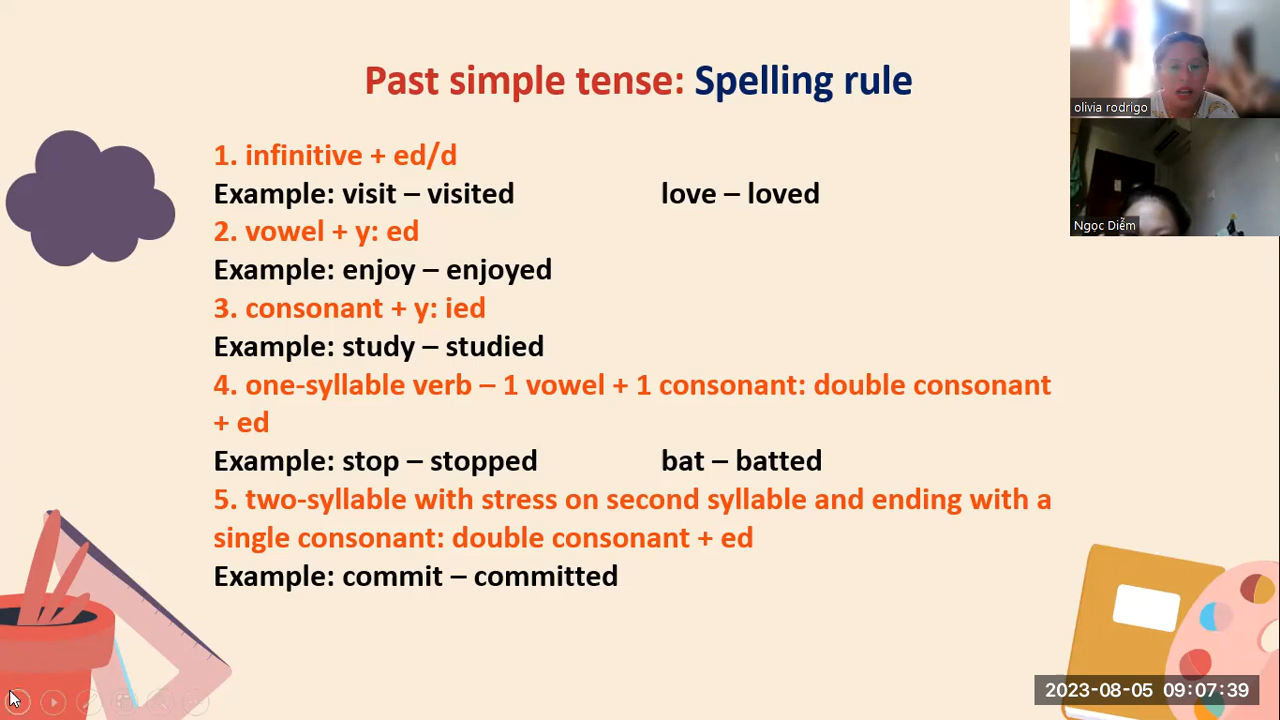 Past simple tense: Spelling rule
olivia rodrigo
1. infinitive + ed/d
Example: visit – visited love – loved
Ngọc Diễm
2. vowel + y: ed
Example: enjoy – enjoyed
3. consonant + y: ied
Example: study – studied
4. one-syllable verb – 1 vowel + 1 consonant: double consonant
+ ed
Example: stop – stopped bat – batted
5. two-syllable with stress on second syllable and ending with a
single consonant: double consonant + ed
Example: commit – committed
2023-08-05 09:07:39